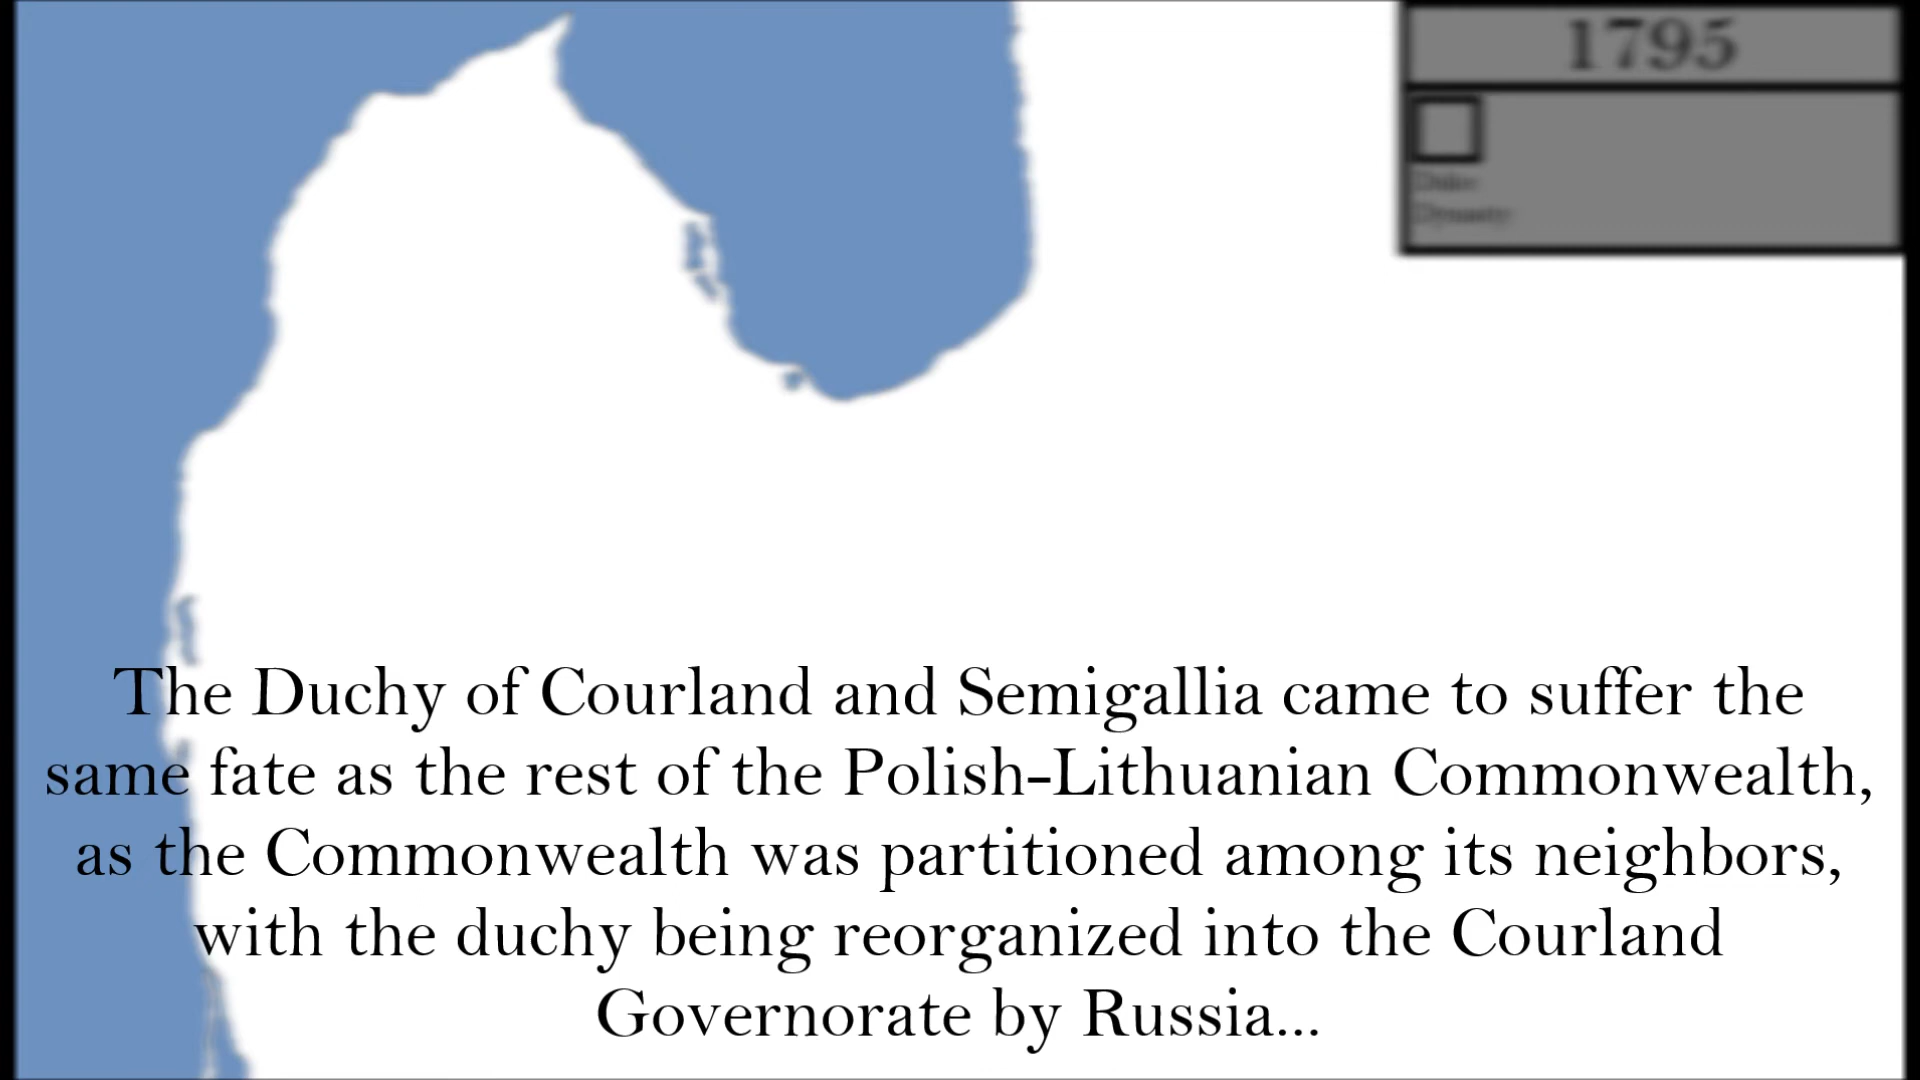 1795
Duke
Dynasty
The Duchy of Courland and Semigallia came to suffer the
same fate as the rest of the Polish-Lithuanian Commonwealth,
as the Commonwealth was partitioned among its neighbors,
with the duchy being reorganized into the Courland
Governorate by Russia...